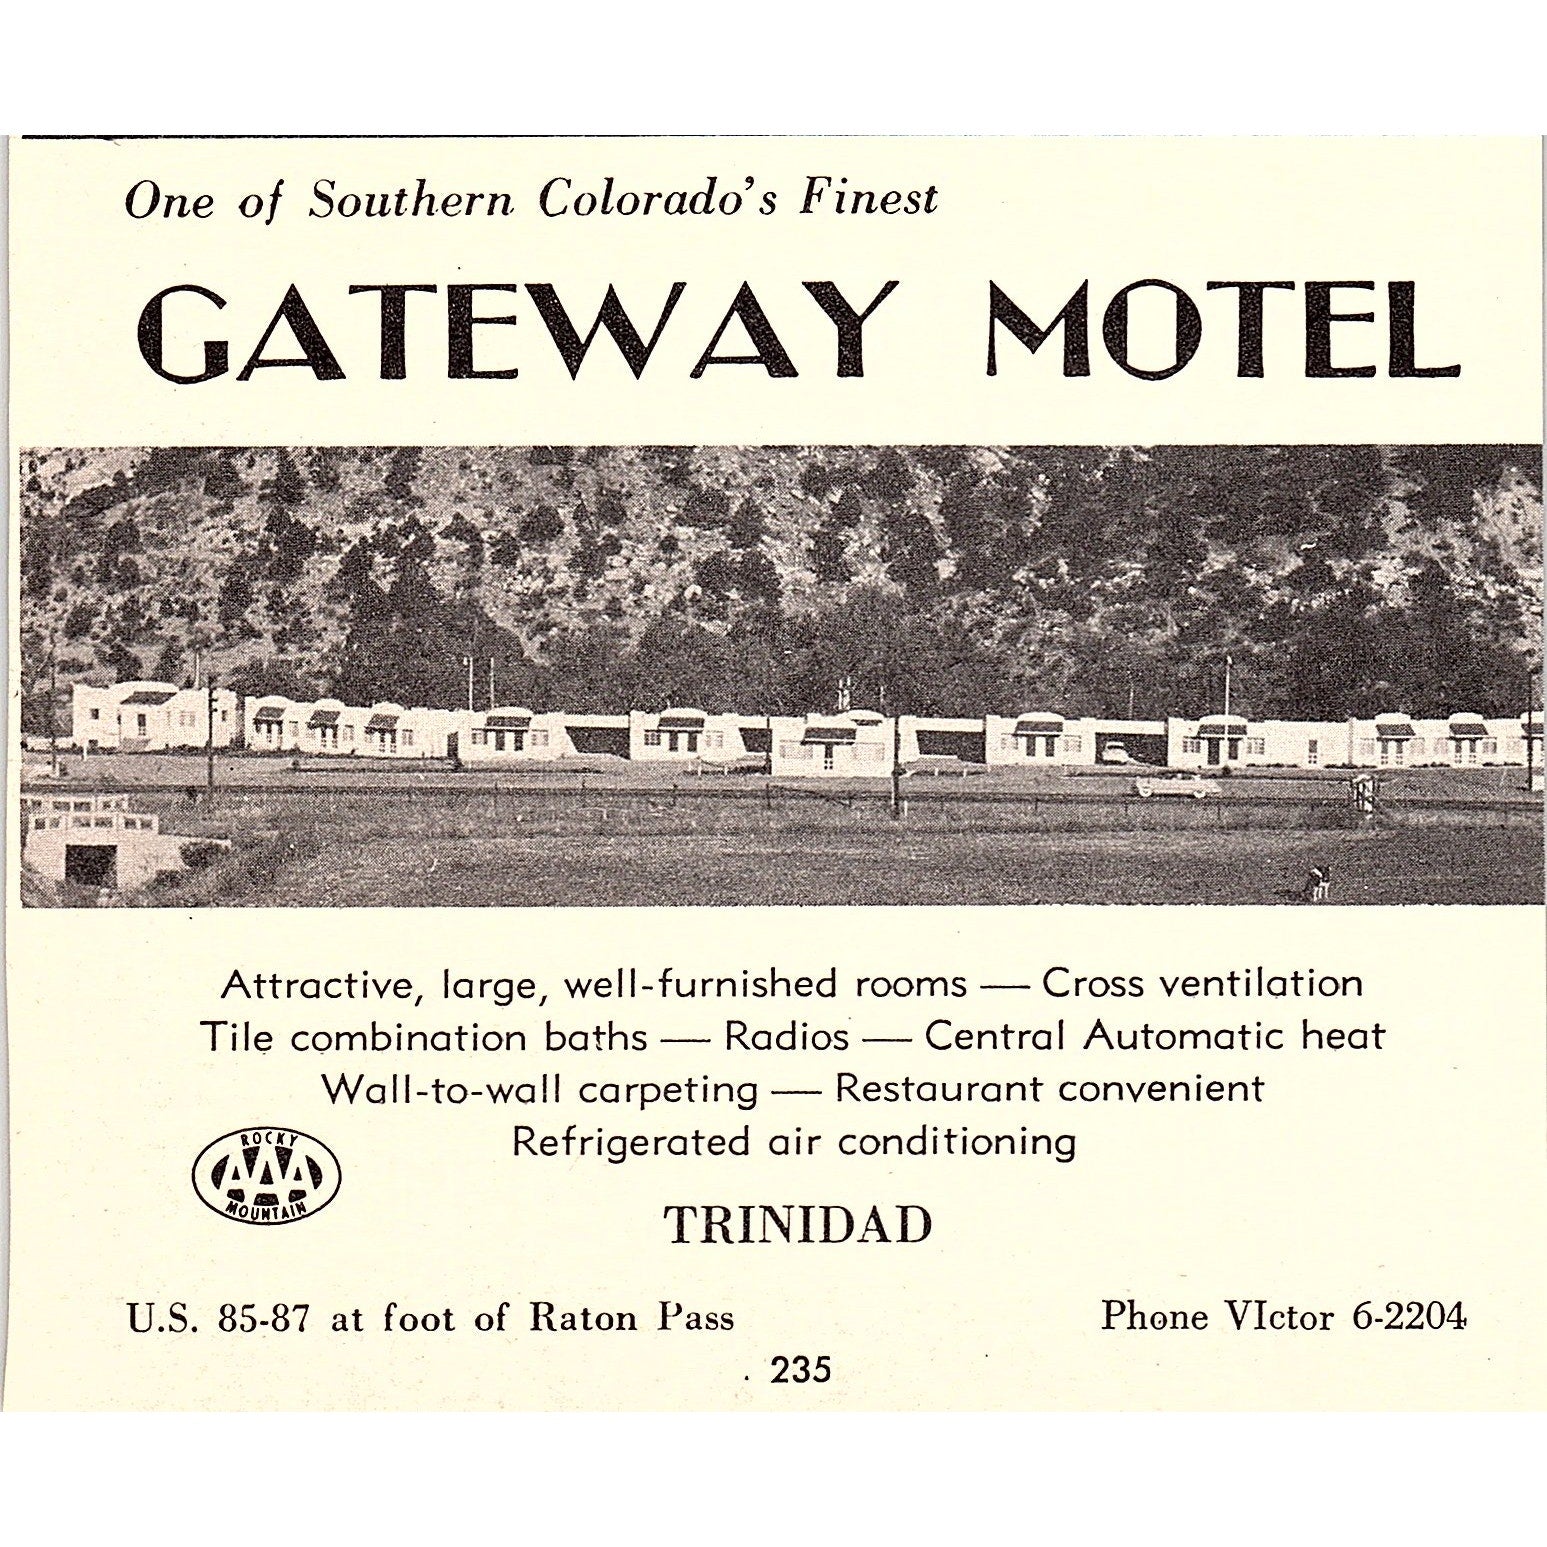 One of Southern Colorado's Finest
GATEWAY MOTEL
Attractive, large, well-furnished rooms — Cross ventilation
Tile combination baths — Radios — Central Automatic heat
Wall-to-wall carpeting — Restaurant convenient
Refrigerated air conditioning
ROCKY
AAA
MOUNTAIN
TRINIDAD
U.S. 85-87 at foot of Raton Pass
Phone VIctor 6-2204
235